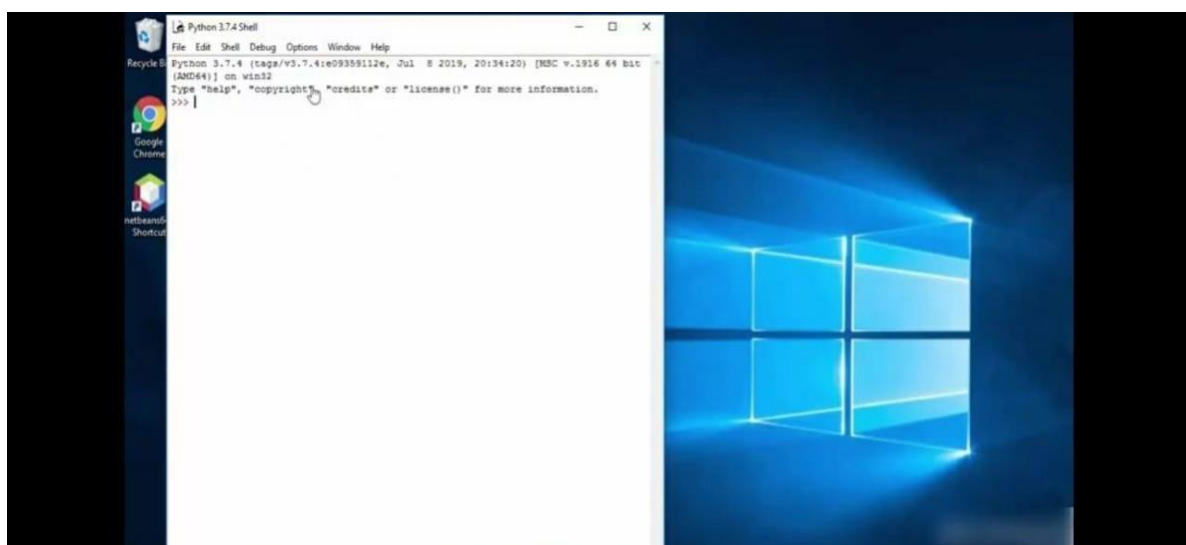 Python 3.7.4 Shell
File Edit Shell Debug Options Window Help
Python 3.7.4 (tags/v3.7.4:e09359112e, Jul 8 2019, 20:34:20) [MSC v.1916 64 bit
(AMD64)] on win32
Type "help", "copyright", "credits" or "license()" for more information.
>>>
Recycle Bi
Google
Chrome
netbeans6
Shortcut